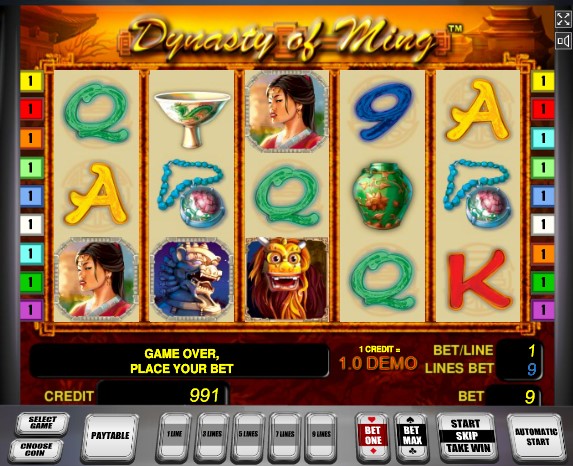 Dynasty of Ming™
1 1
1 1
1 1
1 1
1 1
1 1
1 1
1 1
1 1
Q 9 A
A Q
Q K
GAME OVER,
PLACE YOUR BET
1 CREDIT =
1.0 DEMO
BET/LINE 1
LINES BET 9
CREDIT 991
BET 9
SELECT
GAME
CHOOSE
COIN
PAYTABLE
1 LINE
3 LINES
5 LINES
7 LINES
9 LINES
BET
ONE
BET
MAX
START
SKIP
TAKE WIN
AUTOMATIC
START